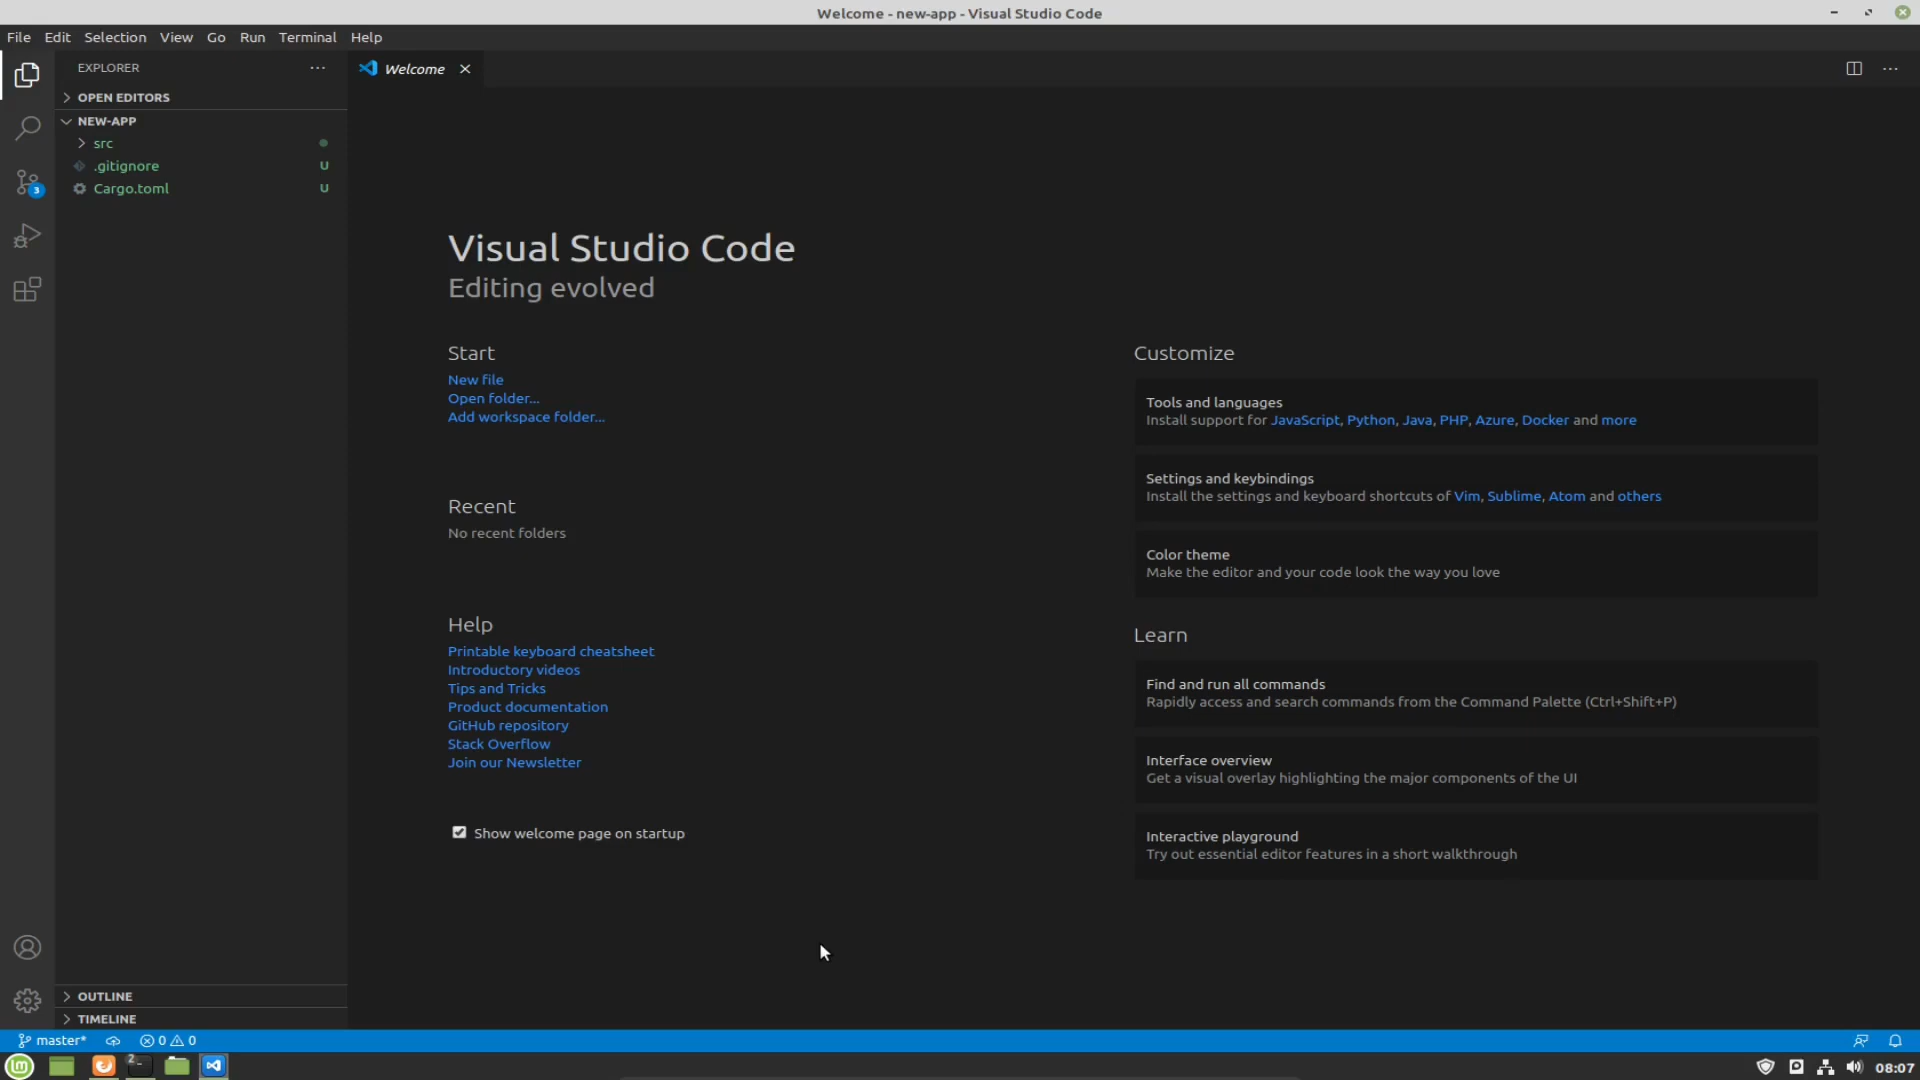 Welcome - new-app - Visual Studio Code
File Edit Selection View Go Run Terminal Help
EXPLORER
Welcome
OPEN EDITORS
NEW-APP
src
.gitignore U
Cargo.toml U
3
Visual Studio Code
Editing evolved
Start
New file
Open folder...
Add workspace folder...
Recent
No recent folders
Help
Printable keyboard cheatsheet
Introductory videos
Tips and Tricks
Product documentation
GitHub repository
Stack Overflow
Join our Newsletter
Show welcome page on startup
Customize
Tools and languages
Install support for JavaScript, Python, Java, PHP, Azure, Docker and more
Settings and keybindings
Install the settings and keyboard shortcuts of Vim, Sublime, Atom and others
Color theme
Make the editor and your code look the way you love
Learn
Find and run all commands
Rapidly access and search commands from the Command Palette (Ctrl+Shift+P)
Interface overview
Get a visual overlay highlighting the major components of the UI
Interactive playground
Try out essential editor features in a short walkthrough
OUTLINE
TIMELINE
master* 0 0
2
08:07